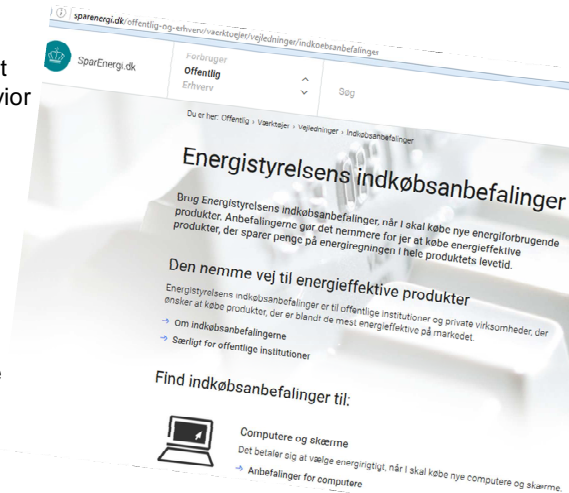 sparenergi.dk/offentlig-og-erhverv/vaerktoejer/vejledninger/indkoebsanbefalinger
t
vior
SparEnergi.dk
Forbruger
Offentlig
Erhverv
Søg
Du er her: Offentlig › Værktøjer › Vejledninger › Indkøbsanbefalinger
Energistyrelsens indkøbsanbefalinger
Brug Energistyrelsens indkøbsanbefalinger, når I skal købe nye energiforbrugende
produkter. Anbefalingerne gør det nemmere for jer at købe energieffektive
produkter, der sparer penge på energiregningen i hele produktets levetid.
Den nemme vej til energieffektive produkter
Energistyrelsens indkøbsanbefalinger er til offentlige institutioner og private virksomheder, der
ønsker at købe produkter, der er blandt de mest energieffektive på markedet.
→ Om indkøbsanbefalingerne
→ Særligt for offentlige institutioner
e
Find indkøbsanbefalinger til:
Computere og skærme
Det betaler sig at vælge energirigtigt, når I skal købe nye computere og skærme.
→ Anbefalinger for computere